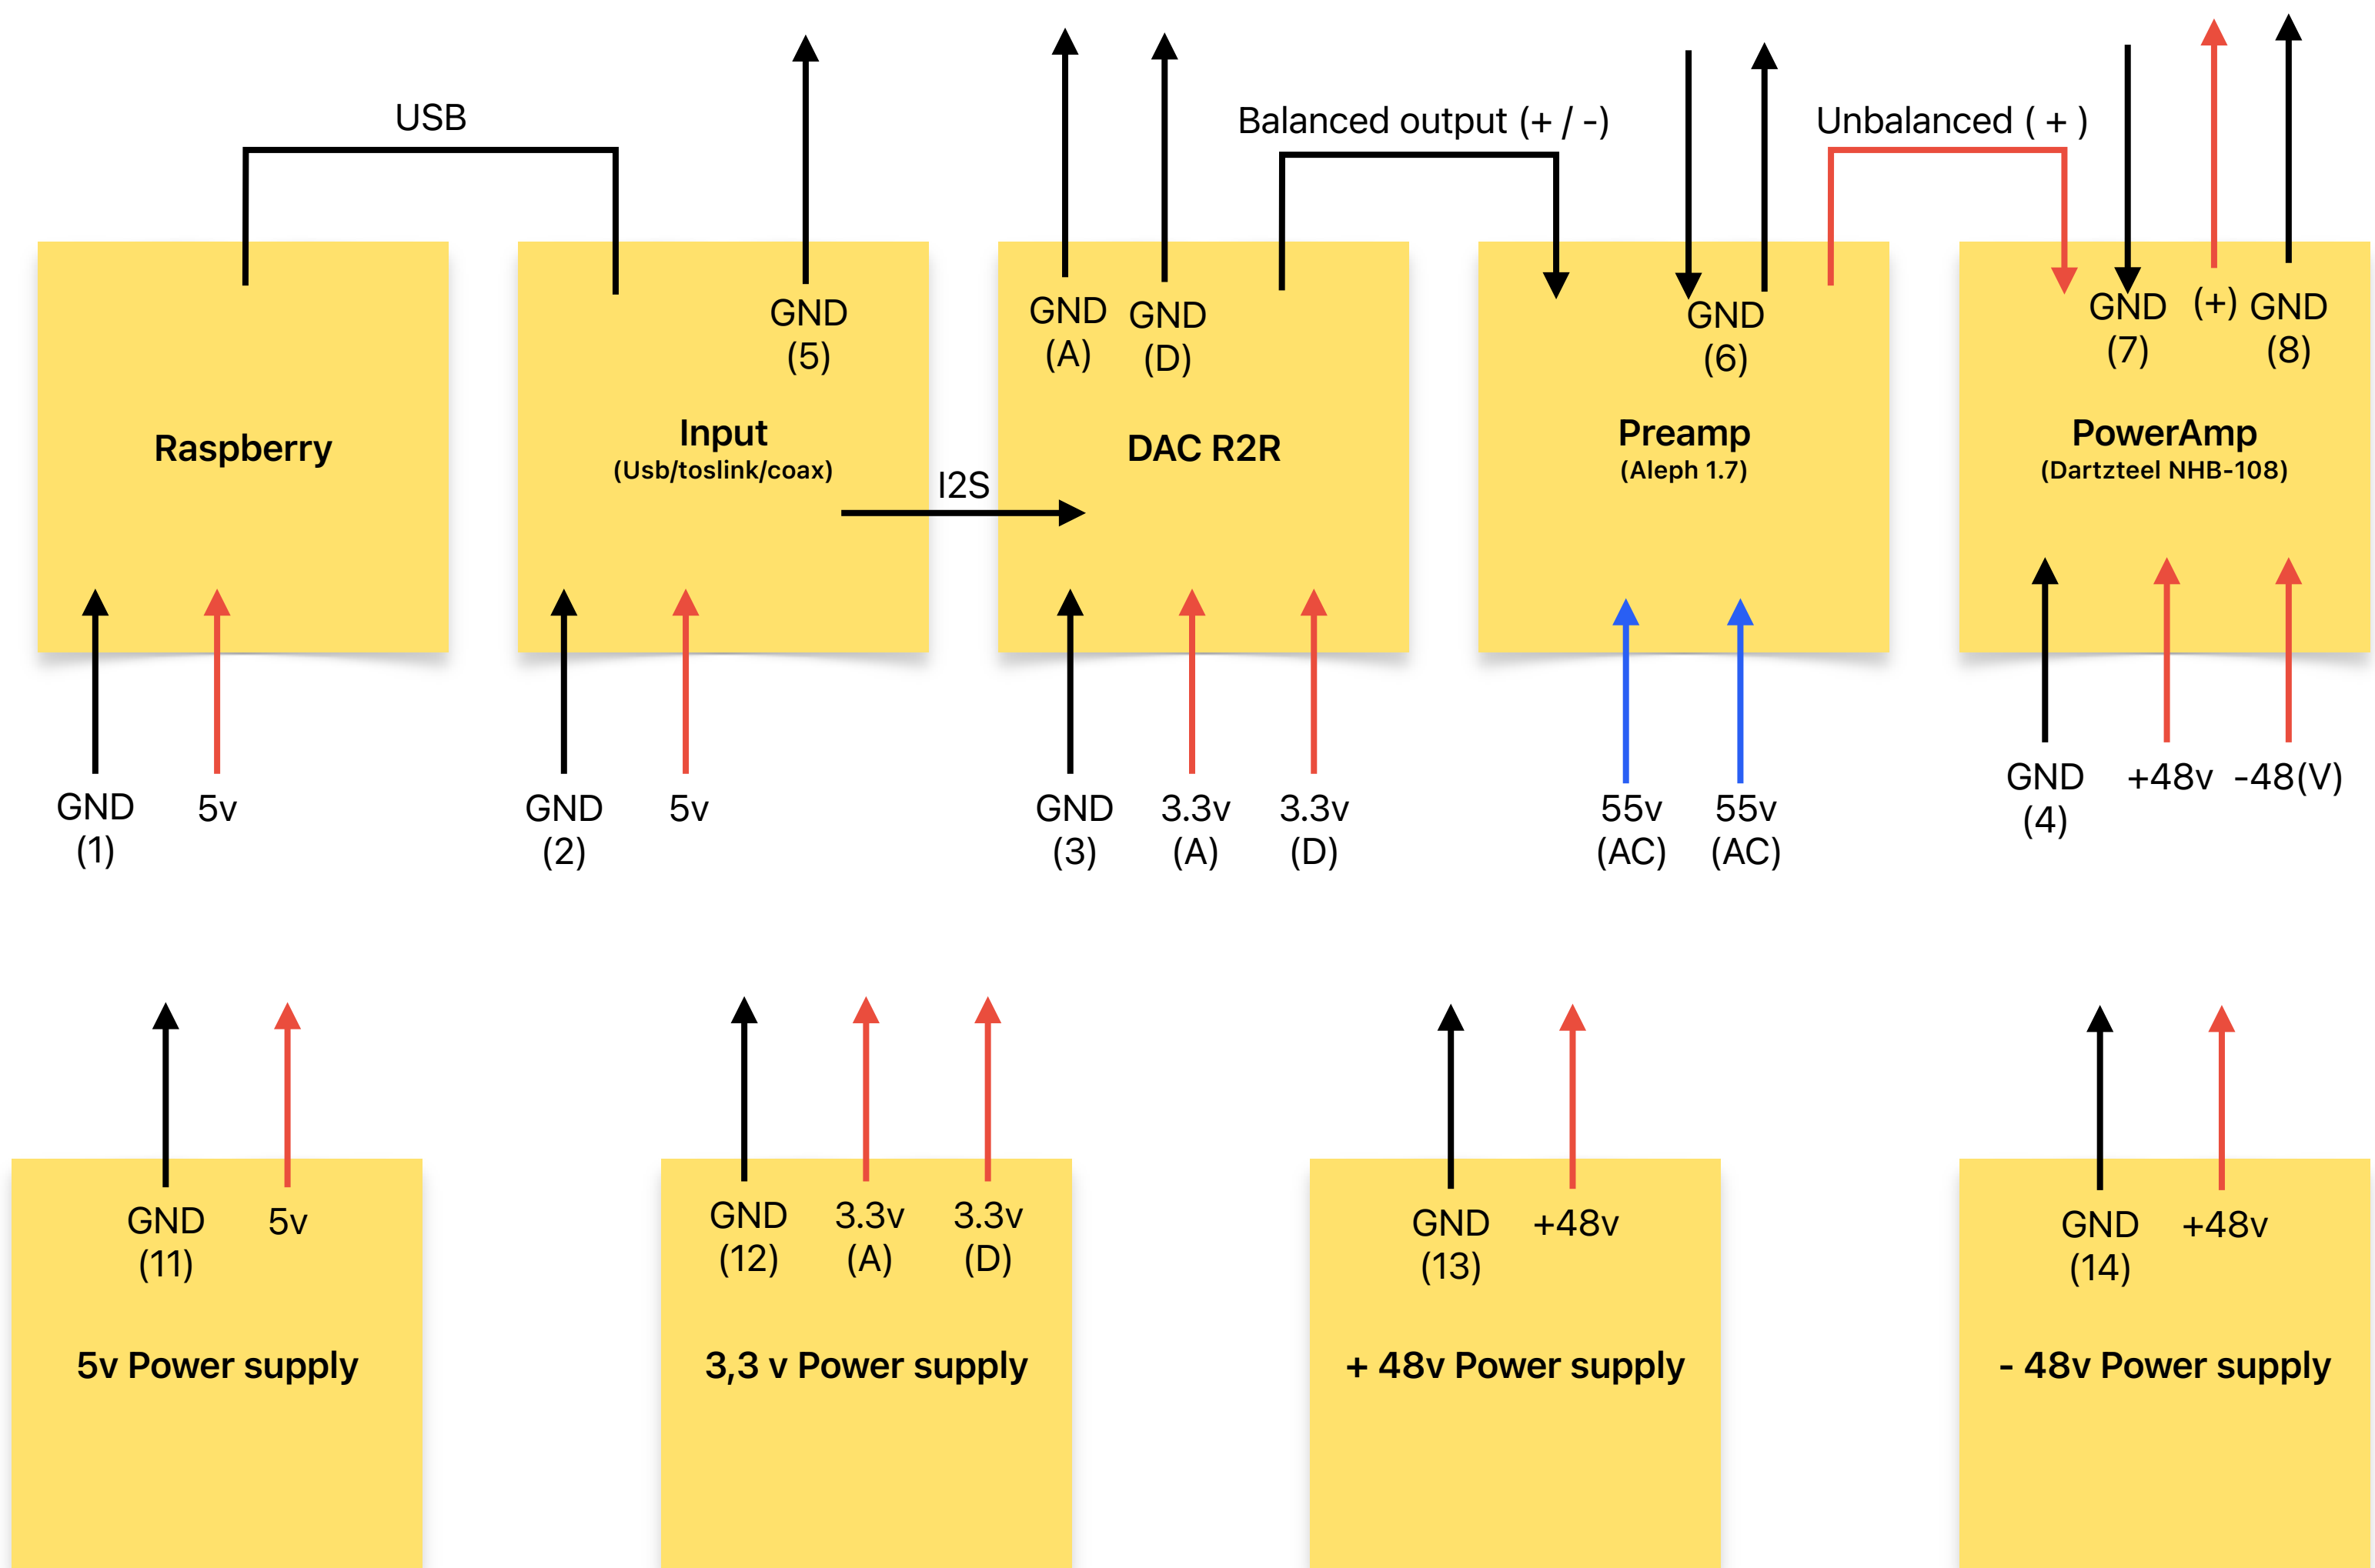 USB
Balanced output (+ / -)
Unbalanced ( + )
GND
(5)
GND
(A)
GND
(D)
GND
(6)
GND
(7)
(+)
GND
(8)
Raspberry
Input
(Usb/toslink/coax)
I2S
DAC R2R
Preamp
(Aleph 1.7)
PowerAmp
(Dartzteel NHB-108)
GND
(1)
5v
GND
(2)
5v
GND
(3)
3.3v
(A)
3.3v
(D)
55v
(AC)
55v
(AC)
GND
(4)
+48v
-48(V)
GND
(11)
5v
GND
(12)
3.3v
(A)
3.3v
(D)
GND
(13)
+48v
GND
(14)
+48v
5v Power supply
3,3 v Power supply
+ 48v Power supply
- 48v Power supply